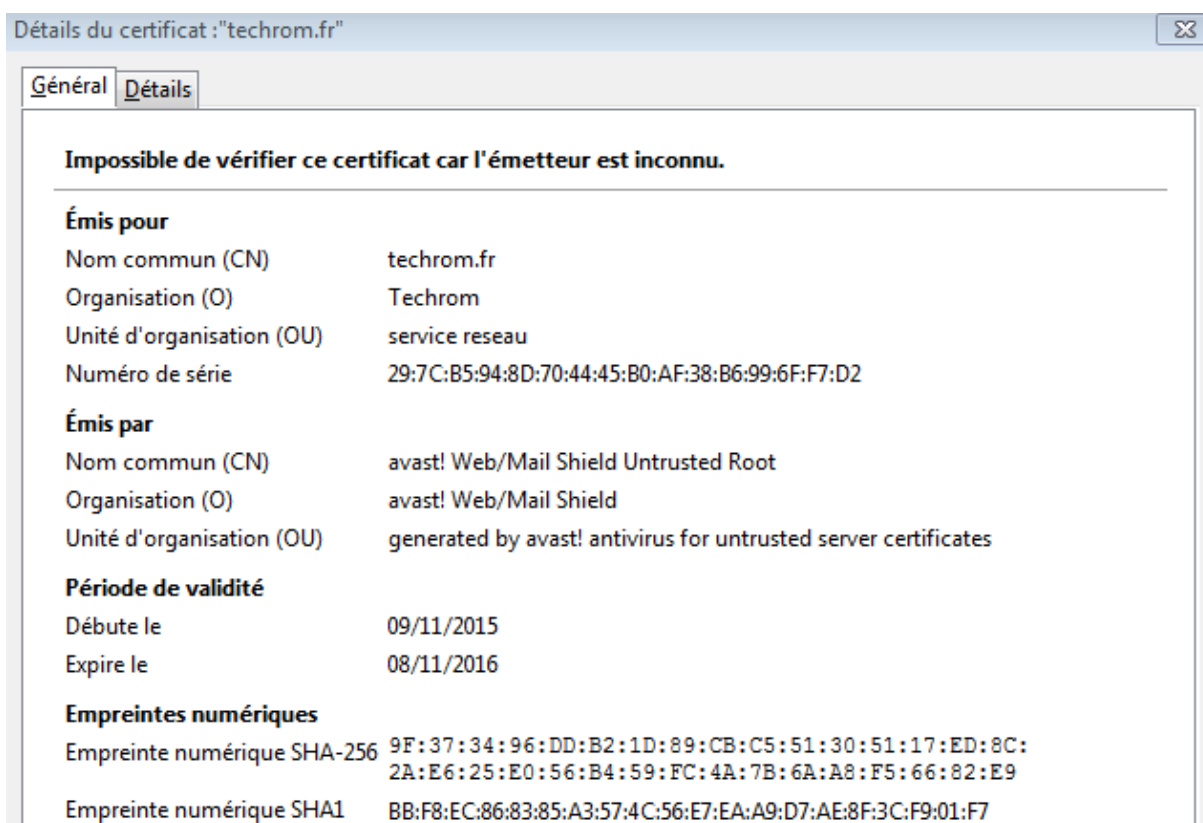 Détails du certificat :"techrom.fr"
Général Détails
Impossible de vérifier ce certificat car l'émetteur est inconnu.
Émis pour
Nom commun (CN) techrom.fr
Organisation (O) Techrom
Unité d'organisation (OU) service reseau
Numéro de série 29:7C:B5:94:8D:70:44:45:B0:AF:38:B6:99:6F:F7:D2
Émis par
Nom commun (CN) avast! Web/Mail Shield Untrusted Root
Organisation (O) avast! Web/Mail Shield
Unité d'organisation (OU) generated by avast! antivirus for untrusted server certificates
Période de validité
Débute le 09/11/2015
Expire le 08/11/2016
Empreintes numériques
Empreinte numérique SHA-256 9F:37:34:96:DD:B2:1D:89:CB:C5:51:30:51:17:ED:8C:
2A:E6:25:E0:56:B4:59:FC:4A:7B:6A:A8:F5:66:82:E9
Empreinte numérique SHA1 BB:F8:EC:86:83:85:A3:57:4C:56:E7:EA:A9:D7:AE:8F:3C:F9:01:F7